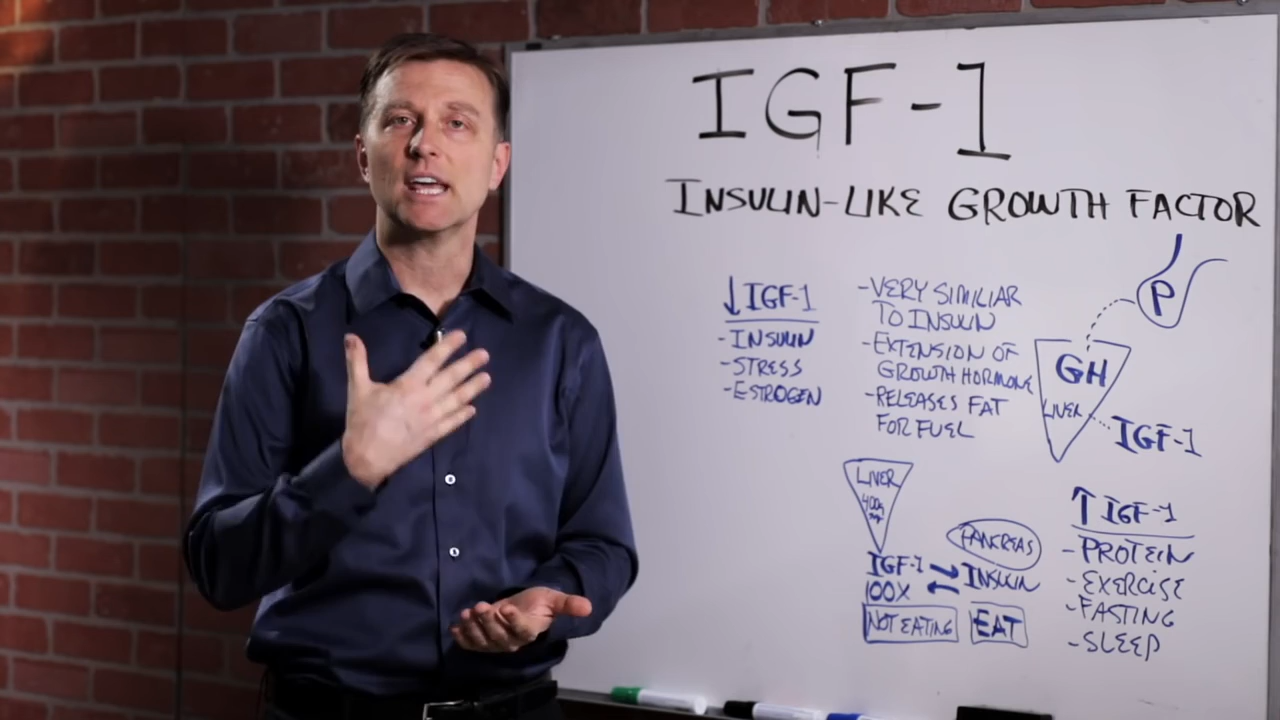 IGF-1
INSULIN-LIKE GROWTH FACTOR
↓IGF-1
-INSULIN
-STRESS
-ESTROGEN
-VERY SIMILIAR
TO INSULIN
-EXTENSION OF
GROWTH HORMONE
-RELEASES FAT
FOR FUEL
P
GH
LIVER
IGF-1
LIVER
400
PANCREAS
IGF-1
INSULIN
100X
NOT EATING
EAT
↑IGF-1
-PROTEIN
-EXERCISE
-FASTING
-SLEEP